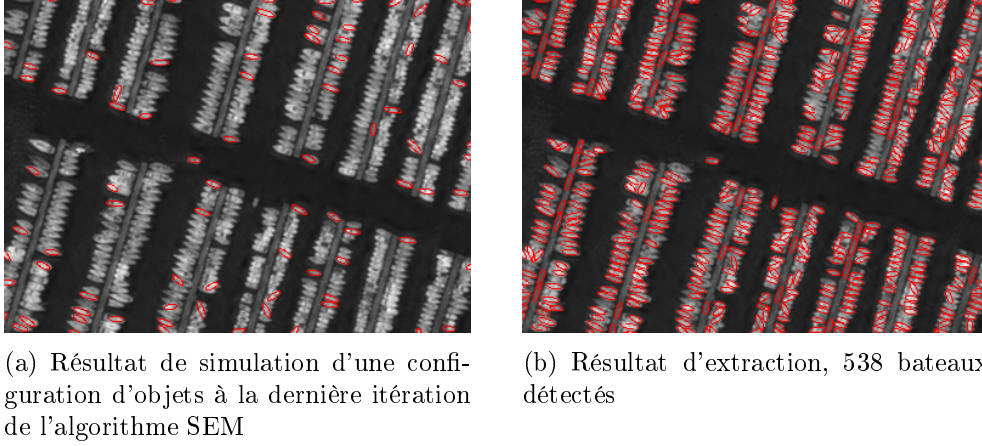 (a) Résultat de simulation d'une confi-
guration d'objets à la dernière itération
de l'algorithme SEM
(b) Résultat d'extraction, 538 bateaux
détectés